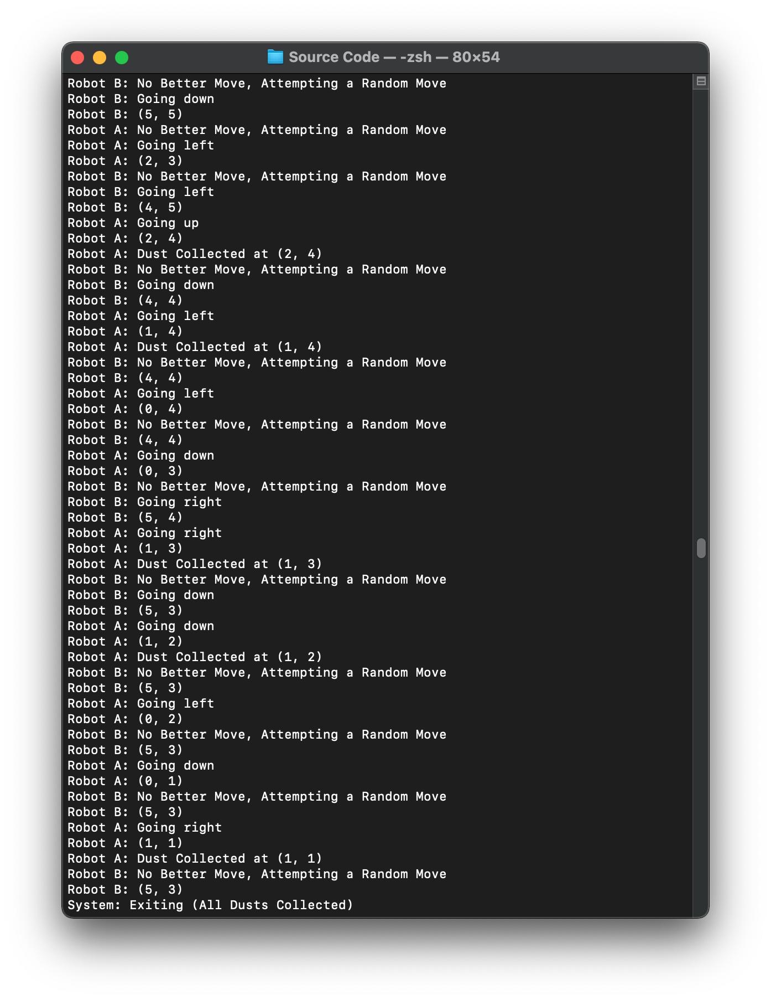 Source Code — -zsh — 80×54
Robot B: No Better Move, Attempting a Random Move
Robot B: Going down
Robot B: (5, 5)
Robot A: No Better Move, Attempting a Random Move
Robot A: Going left
Robot A: (2, 3)
Robot B: No Better Move, Attempting a Random Move
Robot B: Going left
Robot B: (4, 5)
Robot A: Going up
Robot A: (2, 4)
Robot A: Dust Collected at (2, 4)
Robot B: No Better Move, Attempting a Random Move
Robot B: Going down
Robot B: (4, 4)
Robot A: Going left
Robot A: (1, 4)
Robot A: Dust Collected at (1, 4)
Robot B: No Better Move, Attempting a Random Move
Robot B: (4, 4)
Robot A: Going left
Robot A: (0, 4)
Robot B: No Better Move, Attempting a Random Move
Robot B: (4, 4)
Robot A: Going down
Robot A: (0, 3)
Robot B: No Better Move, Attempting a Random Move
Robot B: Going right
Robot B: (5, 4)
Robot A: Going right
Robot A: (1, 3)
Robot A: Dust Collected at (1, 3)
Robot B: No Better Move, Attempting a Random Move
Robot B: Going down
Robot B: (5, 3)
Robot A: Going down
Robot A: (1, 2)
Robot A: Dust Collected at (1, 2)
Robot B: No Better Move, Attempting a Random Move
Robot B: (5, 3)
Robot A: Going left
Robot A: (0, 2)
Robot B: No Better Move, Attempting a Random Move
Robot B: (5, 3)
Robot A: Going down
Robot A: (0, 1)
Robot B: No Better Move, Attempting a Random Move
Robot B: (5, 3)
Robot A: Going right
Robot A: (1, 1)
Robot A: Dust Collected at (1, 1)
Robot B: No Better Move, Attempting a Random Move
Robot B: (5, 3)
System: Exiting (All Dusts Collected)